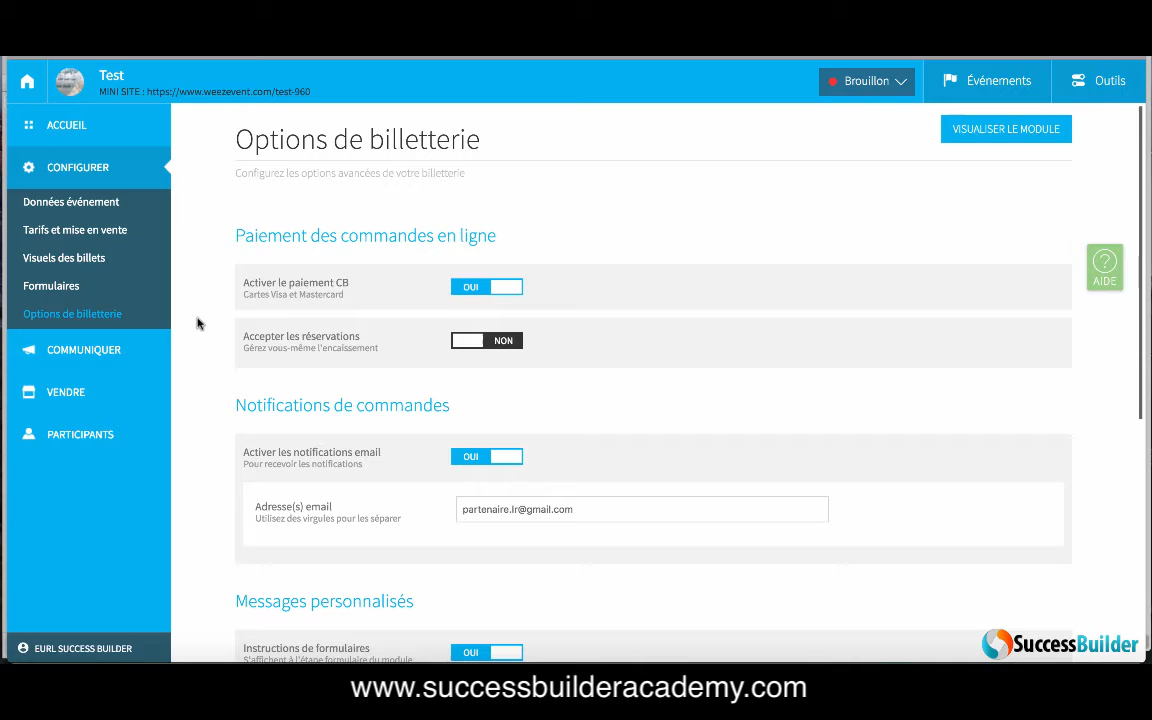 Test
MINI SITE : https://www.weezevent.com/test-960
Brouillon
Événements
Outils
ACCUEIL
CONFIGURER
Données événement
Tarifs et mise en vente
Visuels des billets
Formulaires
Options de billetterie
COMMUNIQUER
VENDRE
PARTICIPANTS
EURL SUCCESS BUILDER
Options de billetterie
VISUALISER LE MODULE
Configurez les options avancées de votre billetterie
Paiement des commandes en ligne
Activer le paiement CB
Cartes Visa et Mastercard
OUI
Accepter les réservations
Gérez vous-même l'encaissement
NON
Notifications de commandes
Activer les notifications email
Pour recevoir les notifications
OUI
Adresse(s) email
Utilisez des virgules pour les séparer
partenaire.lr@gmail.com
Messages personnalisés
Instructions de formulaires
S'affichent à l'étape formulaire du module
OUI
?
AIDE
SuccessBuilder
www.successbuilderacademy.com